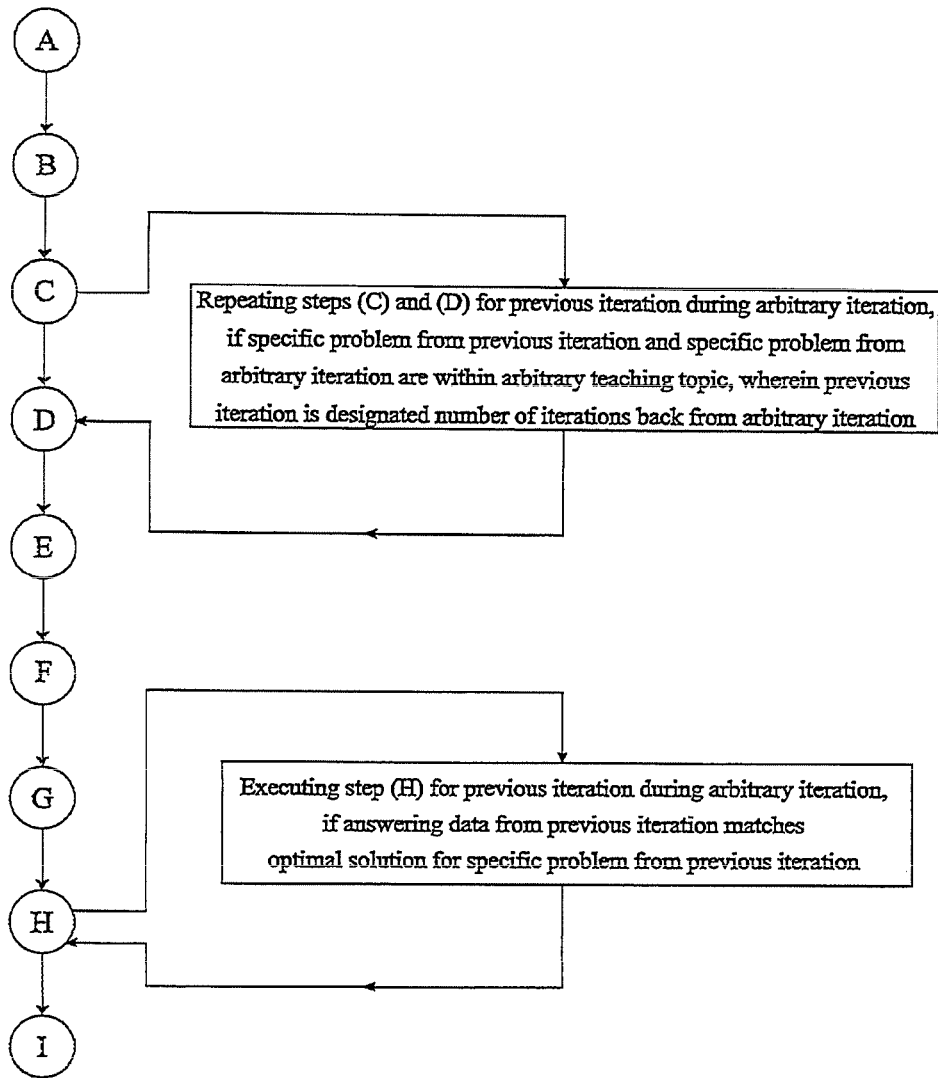 A
B
C
Repeating steps (C) and (D) for previous iteration during arbitrary iteration,
if specific problem from previous iteration and specific problem from
arbitrary iteration are within arbitrary teaching topic, wherein previous
iteration is designated number of iterations back from arbitrary iteration
D
E
F
G
Executing step (H) for previous iteration during arbitrary iteration,
if answering data from previous iteration matches
optimal solution for specific problem from previous iteration
H
I